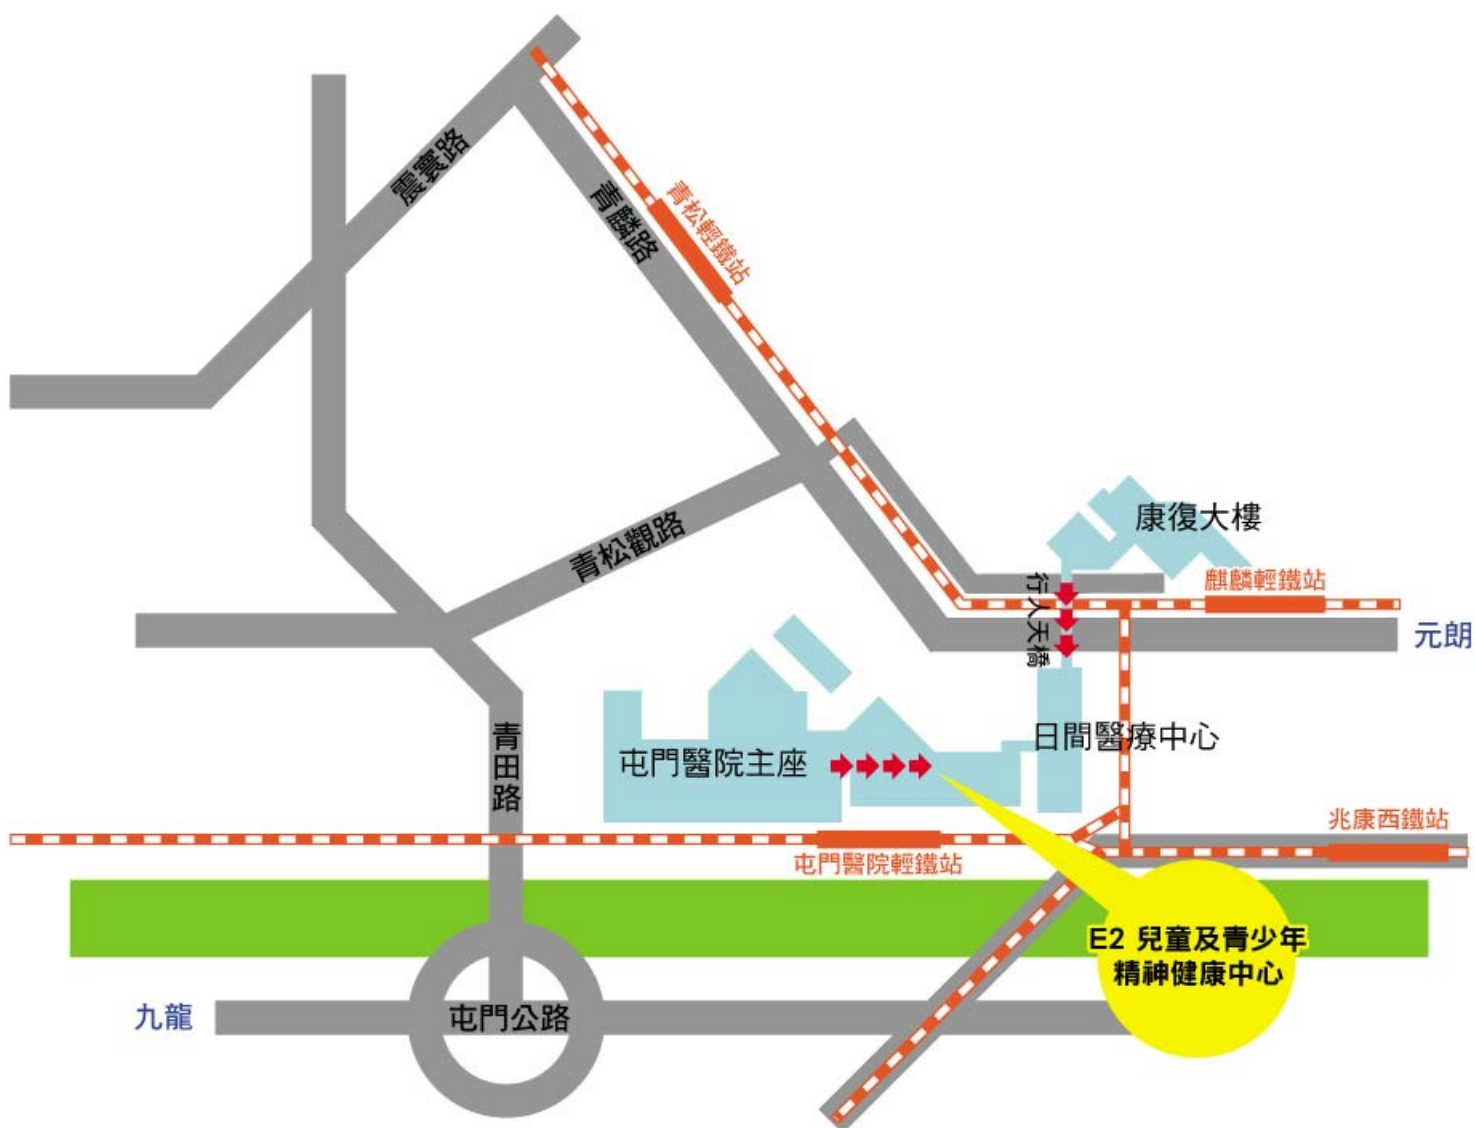 震寰路
青麟路
青松輕鐵站
康復大樓
青松觀路
行人天橋
麒麟輕鐵站
元朗
青田路
屯門醫院主座
日間醫療中心
兆康西鐵站
屯門醫院輕鐵站
E2 兒童及青少年
精神健康中心
九龍
屯門公路